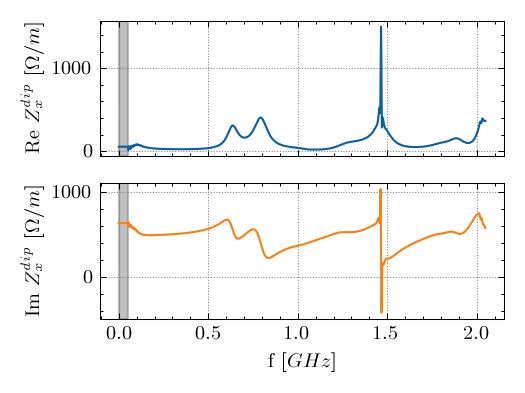 Re Z_x^{dip} [Ω/m]
1000
0
Im Z_x^{dip} [Ω/m]
1000
0
0.0 0.5 1.0 1.5 2.0
f [GHz]